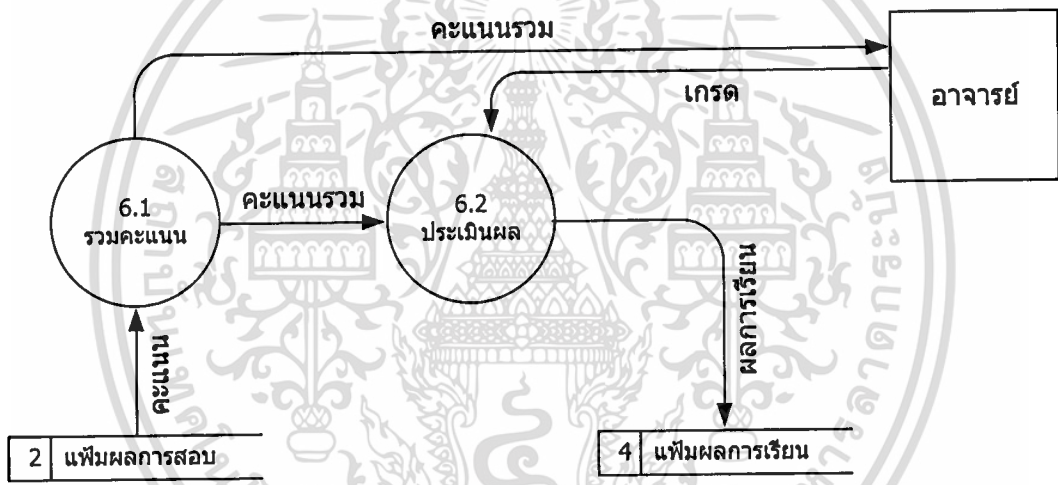 คะแนนรวม
อาจารย์
เกรด
6.1
รวมคะแนน
คะแนนรวม
6.2
ประเมินผล
คะแนน
ผลการเรียน
2 แฟ้มผลการสอบ
4 แฟ้มผลการเรียน